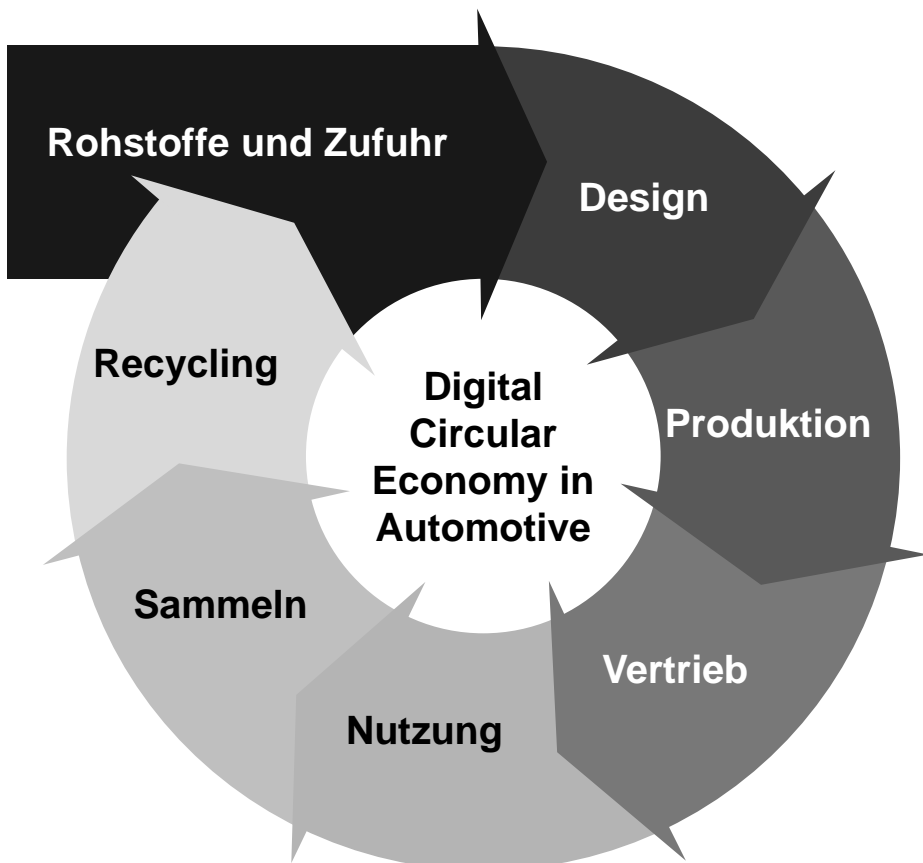 Rohstoffe und Zufuhr
Design
Produktion
Vertrieb
Nutzung
Sammeln
Recycling
Digital
Circular
Economy in
Automotive